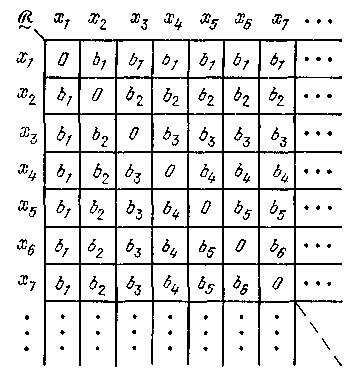 ℜ x₁ x₂ x₃ x₄ x₅ x₆ x₇ ···
x₁ 0 b₁ b₁ b₁ b₁ b₁ b₁ ···
x₂ b₁ 0 b₂ b₂ b₂ b₂ b₂ ···
x₃ b₁ b₂ 0 b₃ b₃ b₃ b₃ ···
x₄ b₁ b₂ b₃ 0 b₄ b₄ b₄ ···
x₅ b₁ b₂ b₃ b₄ 0 b₅ b₅ ···
x₆ b₁ b₂ b₃ b₄ b₅ 0 b₆ ···
x₇ b₁ b₂ b₃ b₄ b₅ b₆ 0 ···
⋮ ⋮ ⋮ ⋮ ⋮ ⋮ ⋮ ⋮